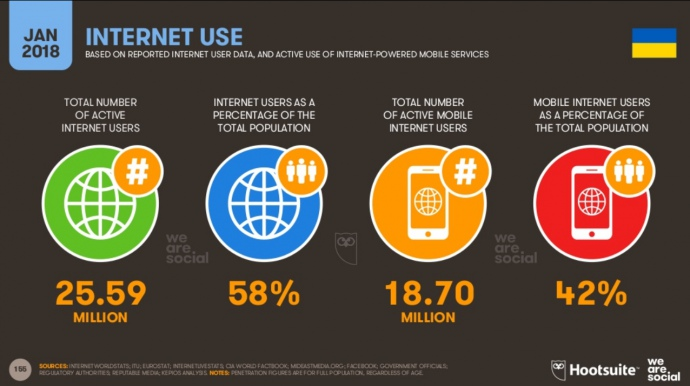 JAN
2018
INTERNET USE
BASED ON REPORTED INTERNET USER DATA, AND ACTIVE USE OF INTERNET-POWERED MOBILE SERVICES
TOTAL NUMBER
OF ACTIVE
INTERNET USERS
INTERNET USERS AS A
PERCENTAGE OF THE
TOTAL POPULATION
TOTAL NUMBER
OF ACTIVE MOBILE
INTERNET USERS
MOBILE INTERNET USERS
AS A PERCENTAGE OF
THE TOTAL POPULATION
#
#
we
are.
social
we
are.
social
25.59
MILLION
58%
18.70
MILLION
42%
155
SOURCES: INTERNETWORLDSTATS; ITU; EUROSTAT; INTERNETLIVESTATS; CIA WORLD FACTBOOK; MIDEASTMEDIA.ORG; FACEBOOK; GOVERNMENT OFFICIALS;
REGULATORY AUTHORITIES; REPUTABLE MEDIA; KEPIOS ANALYSIS. NOTES: PENETRATION FIGURES ARE FOR FULL POPULATION, REGARDLESS OF AGE.
Hootsuite™
we
are.
social